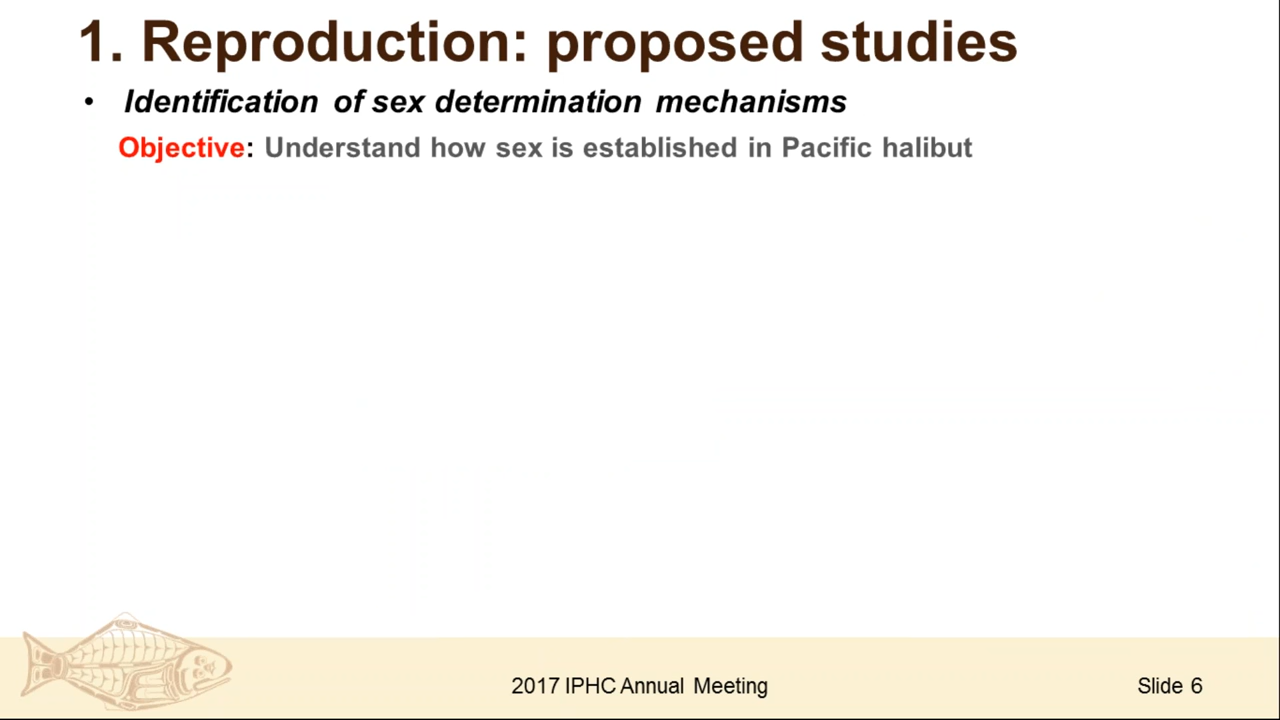 1. Reproduction: proposed studies
• Identification of sex determination mechanisms
Objective: Understand how sex is established in Pacific halibut
2017 IPHC Annual Meeting
Slide 6